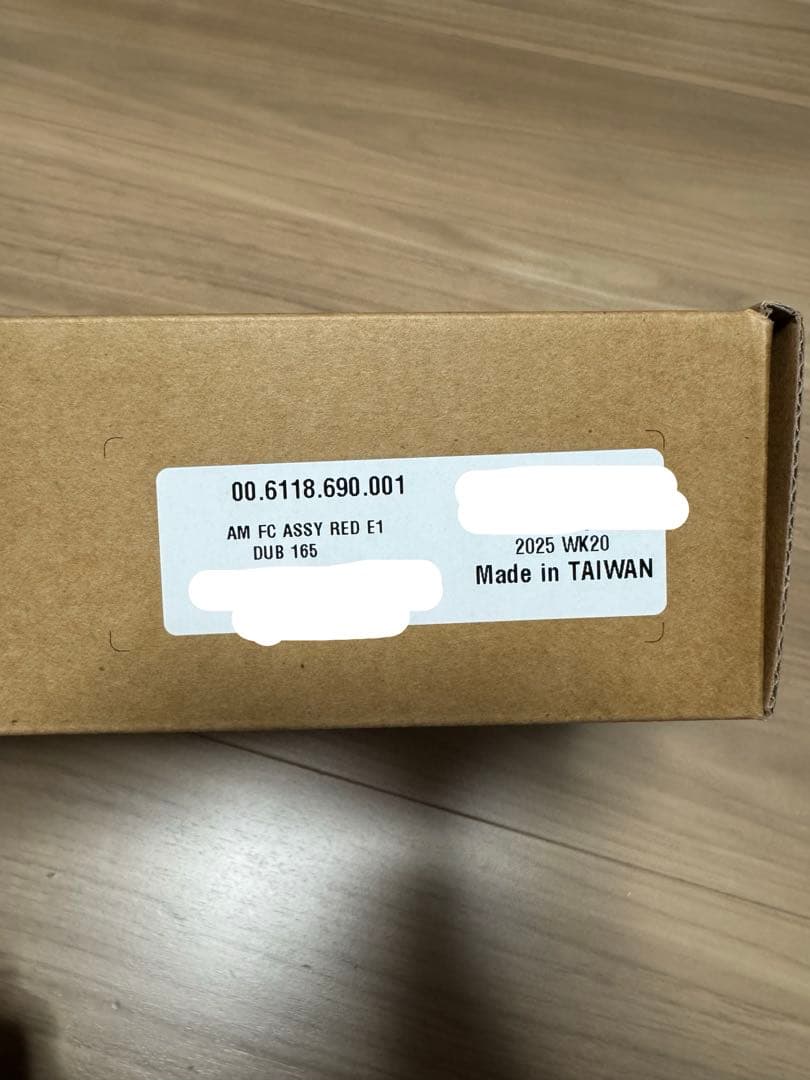 00.6118.690.001
AM FC ASSY RED E1
DUB 165
2025 WK20
Made in TAIWAN